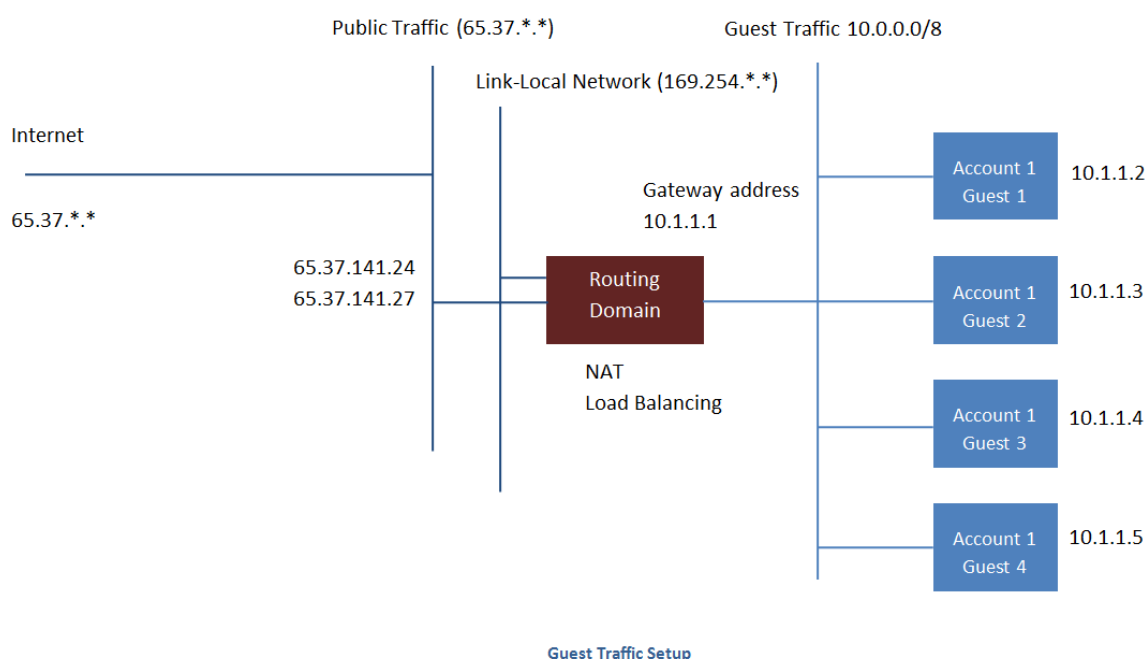 Public Traffic (65.37.*.*)
Guest Traffic 10.0.0.0/8
Link-Local Network (169.254.*.*)
Internet
65.37.*.*
65.37.141.24
65.37.141.27
Gateway address
10.1.1.1
Routing
Domain
NAT
Load Balancing
Account 1
Guest 1
10.1.1.2
Account 1
Guest 2
10.1.1.3
Account 1
Guest 3
10.1.1.4
Account 1
Guest 4
10.1.1.5
Guest Traffic Setup